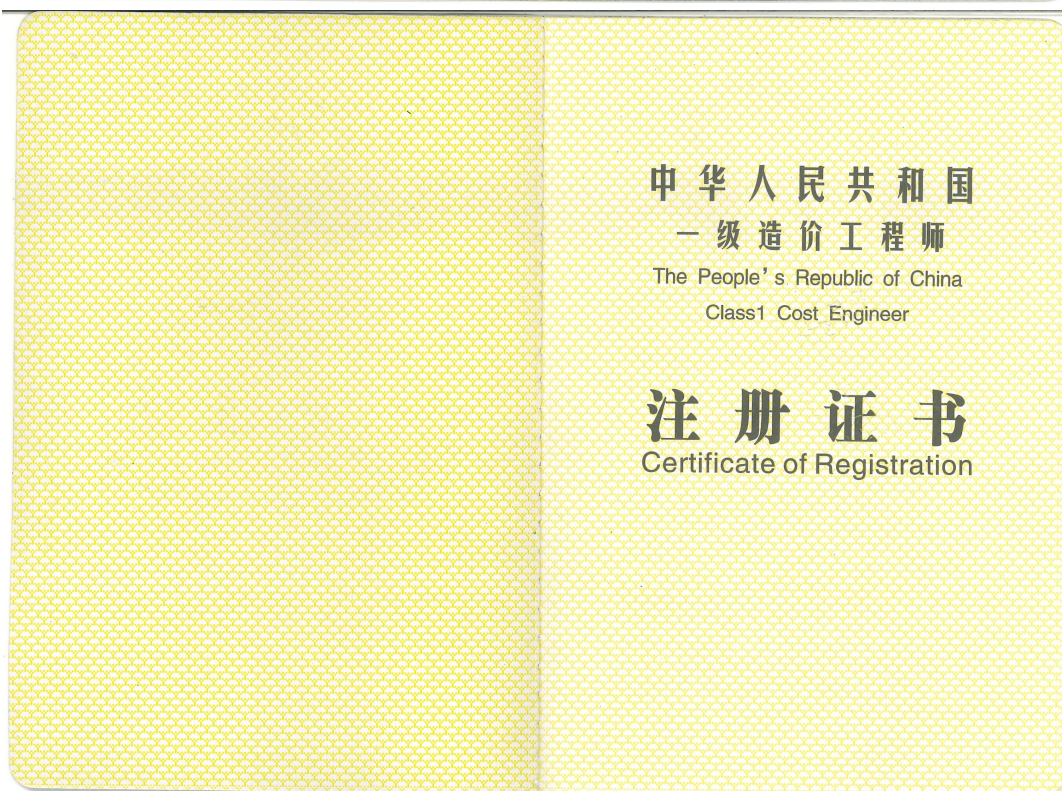 中华人民共和国
一级造价工程师
The People's Republic of China
Class1 Cost Engineer
注册证书
Certificate of Registration